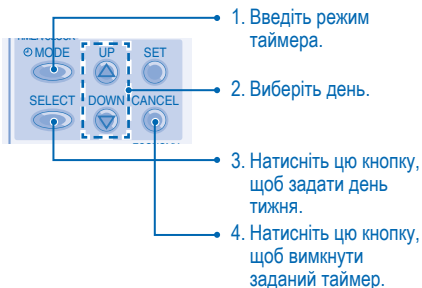 1. Введіть режим
таймера.
MODE UP SET
2. Виберіть день.
SELECT DOWN CANCEL
3. Натисніть цю кнопку,
щоб задати день
тижня.
4. Натисніть цю кнопку,
щоб вимкнути
заданий таймер.